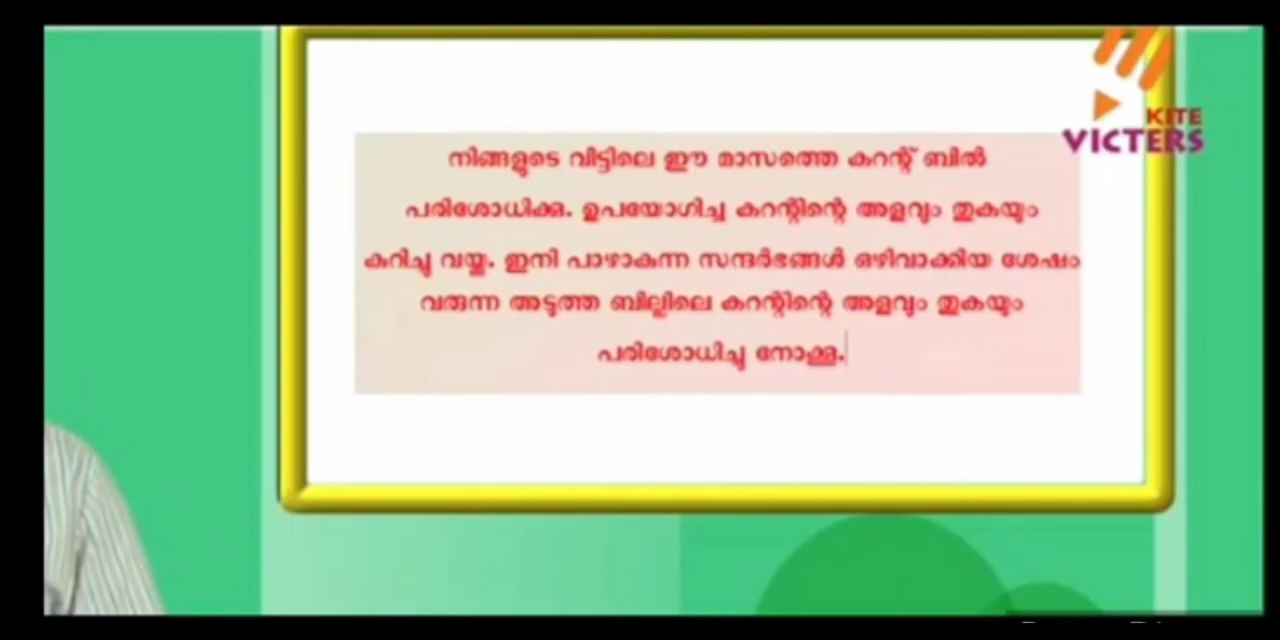 KITE
VICTERS
നിങ്ങളുടെ വീട്ടിലെ ഈ മാസത്തെ കറന്റ് ബിൽ
പരിശോധിക്കു. ഉപയോഗിച്ച കറന്റിന്റെ അളവും തുകയും
കുറിച്ചു വയ്ക്കൂ. ഇനി പാഴാകുന്ന സന്ദർഭങ്ങൾ ഒഴിവാക്കിയ ശേഷം
വരുന്ന അടുത്ത ബില്ലിലെ കറന്റിന്റെ അളവും തുകയും
പരിശോധിച്ചു നോക്കൂ.